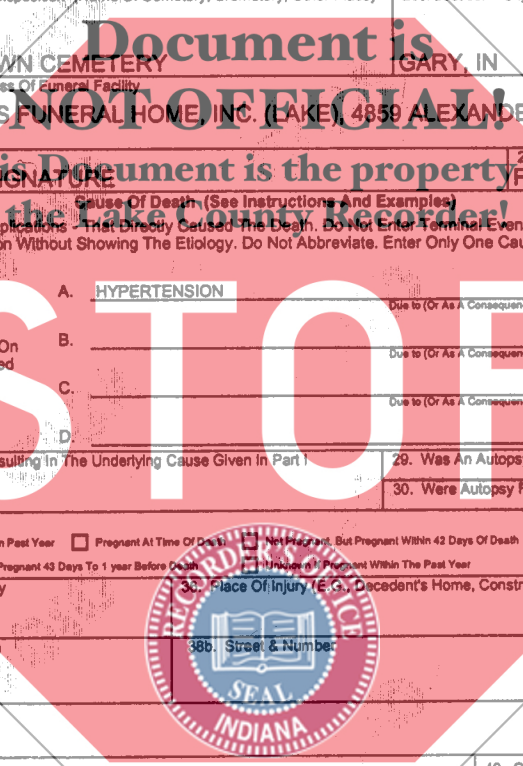 Document is
WN CEMETERY GARY, IN
ss Of Funeral Facility
NOT OFFICIAL!
S FUNERAL HOME, INC. (LAKE), 4859 ALEXANDE
is Document is the property
IGNATURE
Cause Of Death (See Instructions And Examples)
the Lake County Recorder!
plications - That Directly Caused The Death. Do Not Enter Terminal Even
on Without Showing The Etiology. Do Not Abbreviate. Enter Only One Cau
A. HYPERTENSION
Due to (Or As A Consequen
STOP
On B.
ed Due to (Or As A Consequen
C.
Due to (Or As A Consequen
D.
sulting In The Underlying Cause Given In Part I 29. Was An Autops
30. Were Autopsy F
n Past Year Pregnant At Time Of Death Not Pregnant, But Pregnant Within 42 Days Of Death
Pregnant 43 Days To 1 year Before Death Unknown If Pregnant Within The Past Year
36. Place Of Injury (E.G., Decedent's Home, Constr
RECORDER'S OFFICE
38b. Street & Number
SEAL
INDIANA